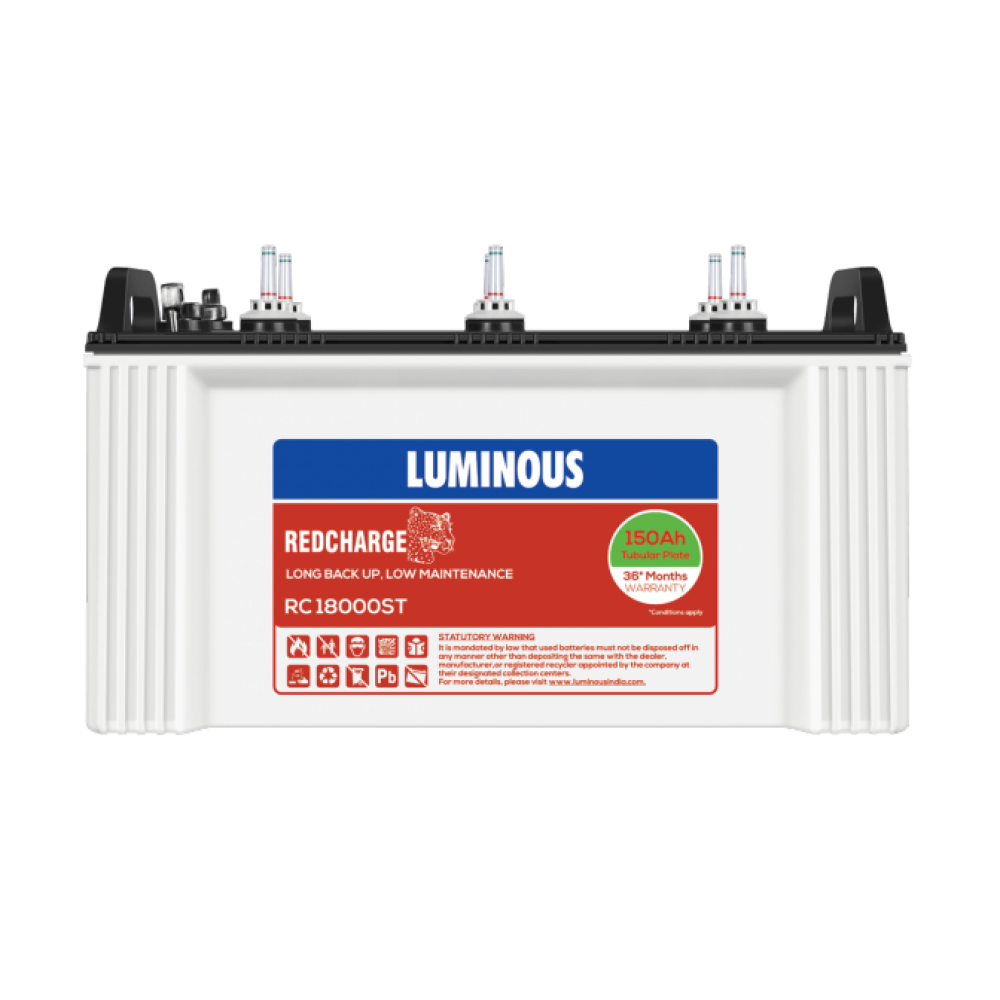 LUMINOUS
REDCHARGE
LONG BACK UP, LOW MAINTENANCE
RC 18000ST
150Ah
Tubular Plate
36* Months
WARRANTY
*Conditions apply
STATUTORY WARNING
It is mandated by law that used batteries must not be disposed off in
any manner other than depositing the same with the dealer,
manufacturer,or registered recycler appointed by the company at
their designated collection centers.
For more details, please visit www.luminousindia.com.
Pb